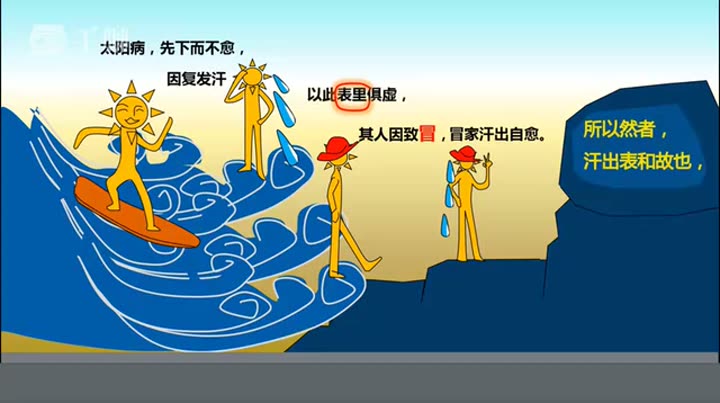 太阳病，先下而不愈，
因复发汗，
以此表里俱虚，
其人因致冒，冒家汗出自愈。
所以然者，
汗出表和故也，